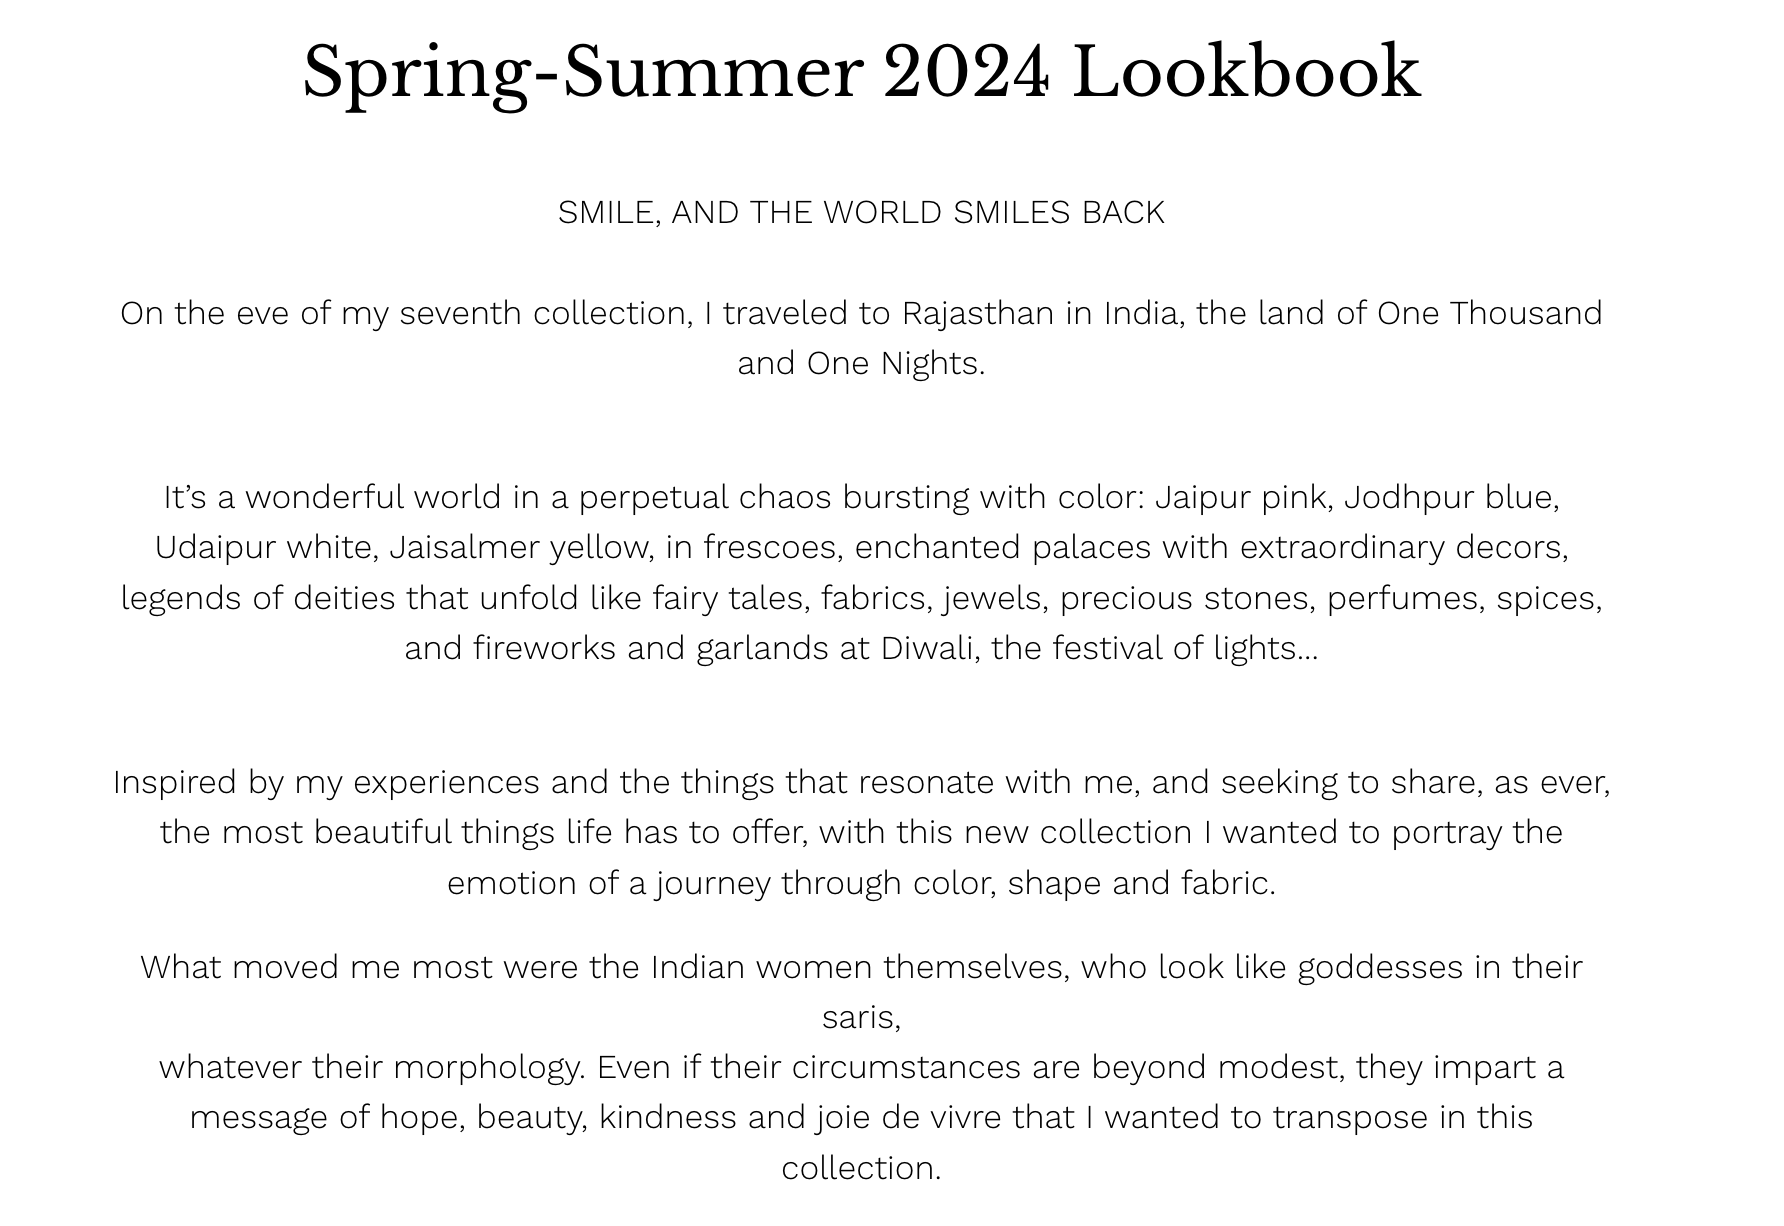 Spring-Summer 2024 Lookbook
SMILE, AND THE WORLD SMILES BACK
On the eve of my seventh collection, I traveled to Rajasthan in India, the land of One Thousand
and One Nights.
It’s a wonderful world in a perpetual chaos bursting with color: Jaipur pink, Jodhpur blue,
Udaipur white, Jaisalmer yellow, in frescoes, enchanted palaces with extraordinary decors,
legends of deities that unfold like fairy tales, fabrics, jewels, precious stones, perfumes, spices,
and fireworks and garlands at Diwali, the festival of lights...
Inspired by my experiences and the things that resonate with me, and seeking to share, as ever,
the most beautiful things life has to offer, with this new collection I wanted to portray the
emotion of a journey through color, shape and fabric.
What moved me most were the Indian women themselves, who look like goddesses in their
saris,
whatever their morphology. Even if their circumstances are beyond modest, they impart a
message of hope, beauty, kindness and joie de vivre that I wanted to transpose in this
collection.